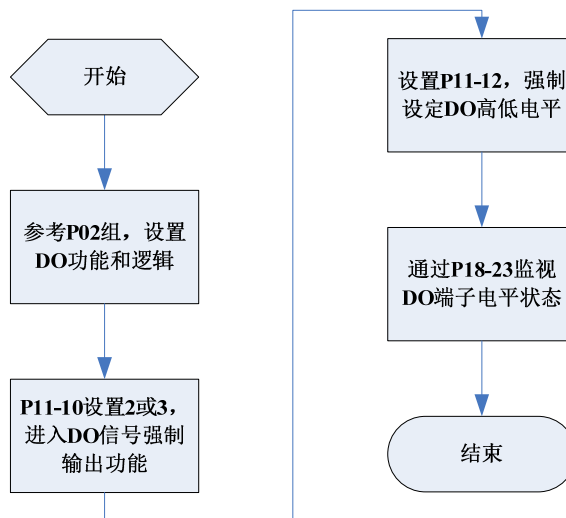 开始
参考P02组，设置
DO功能和逻辑
P11-10设置2或3，
进入DO信号强制
输出功能
设置P11-12，强制
设定DO高低电平
通过P18-23监视
DO端子电平状态
结束